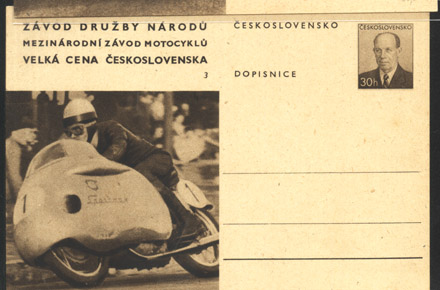 ZÁVOD DRUŽBY NÁRODŮ
MEZINÁRODNÍ ZÁVOD MOTOCYKLŮ
VELKÁ CENA ČESKOSLOVENSKA
3
ČESKOSLOVENSKO
DOPISNICE
ČESKOSLOVENSKO
30h
1